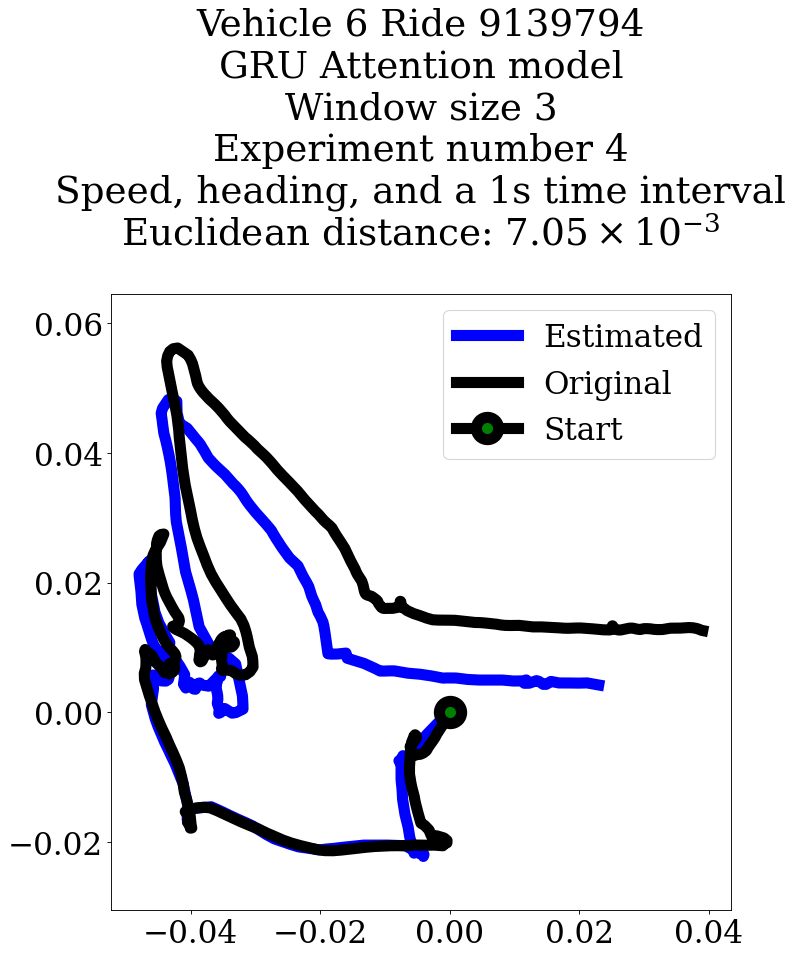 Vehicle 6 Ride 9139794
GRU Attention model
Window size 3
Experiment number 4
Speed, heading, and a 1s time interval
Euclidean distance: 7.05 × 10⁻³
Estimated
Original
Start
0.06
0.04
0.02
0.00
−0.02
−0.04
−0.02
0.00
0.02
0.04